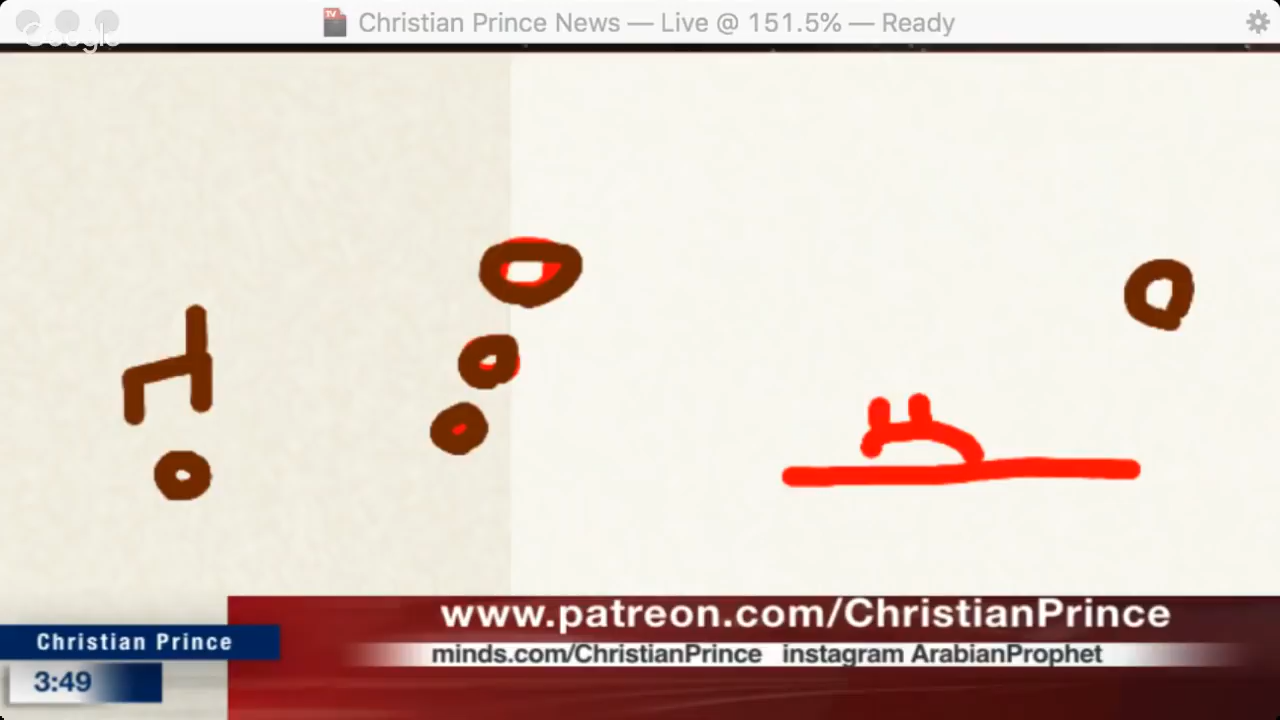 Christian Prince News — Live @ 151.5% — Ready
Google
www.patreon.com/ChristianPrince
Christian Prince
minds.com/ChristianPrince instagram ArabianProphet
3:49